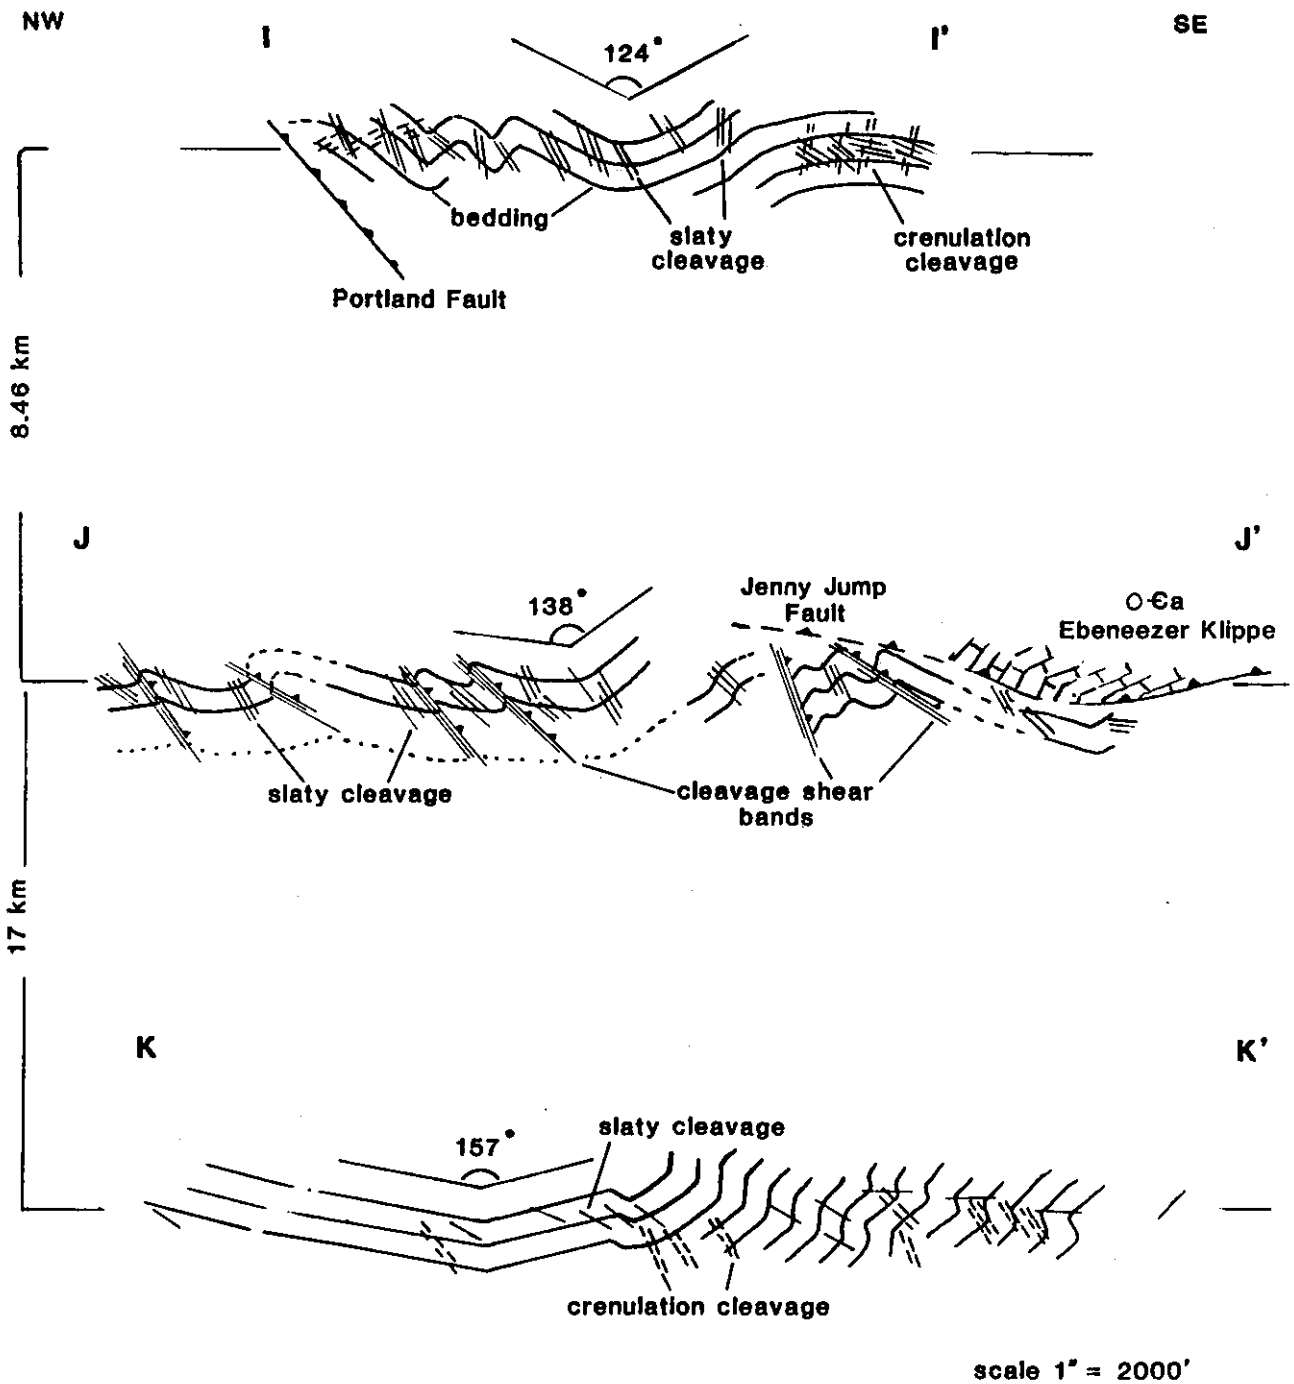 NW
I
I'
SE
124°
bedding
slaty
cleavage
crenulation
cleavage
Portland Fault
8.46 km
J
J'
138°
Jenny Jump
Fault
O-Ꞓa
Ebeneezer Klippe
slaty cleavage
cleavage shear
bands
17 km
K
K'
157°
slaty cleavage
crenulation cleavage
scale 1" = 2000'